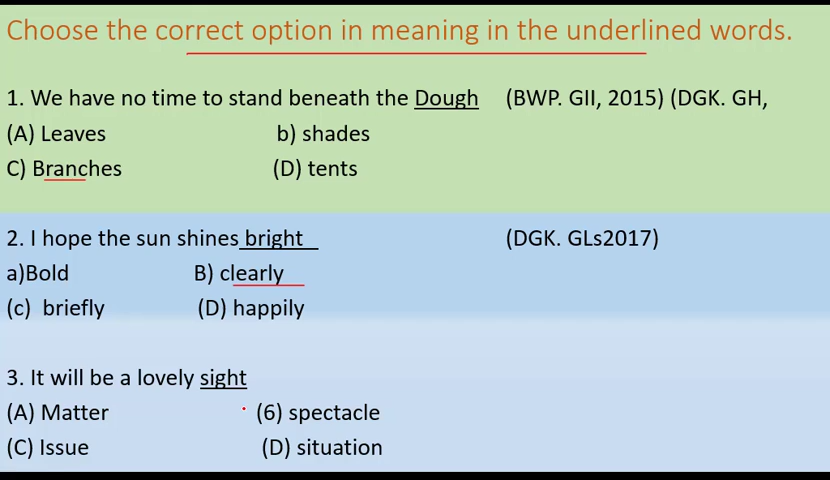 Choose the correct option in meaning in the underlined words.
1. We have no time to stand beneath the Dough (BWP. GII, 2015) (DGK. GH,
(A) Leaves b) shades
C) Branches (D) tents
2. I hope the sun shines bright (DGK. GLs2017)
a)Bold B) clearly
(c) briefly (D) happily
3. It will be a lovely sight
(A) Matter (6) spectacle
(C) Issue (D) situation